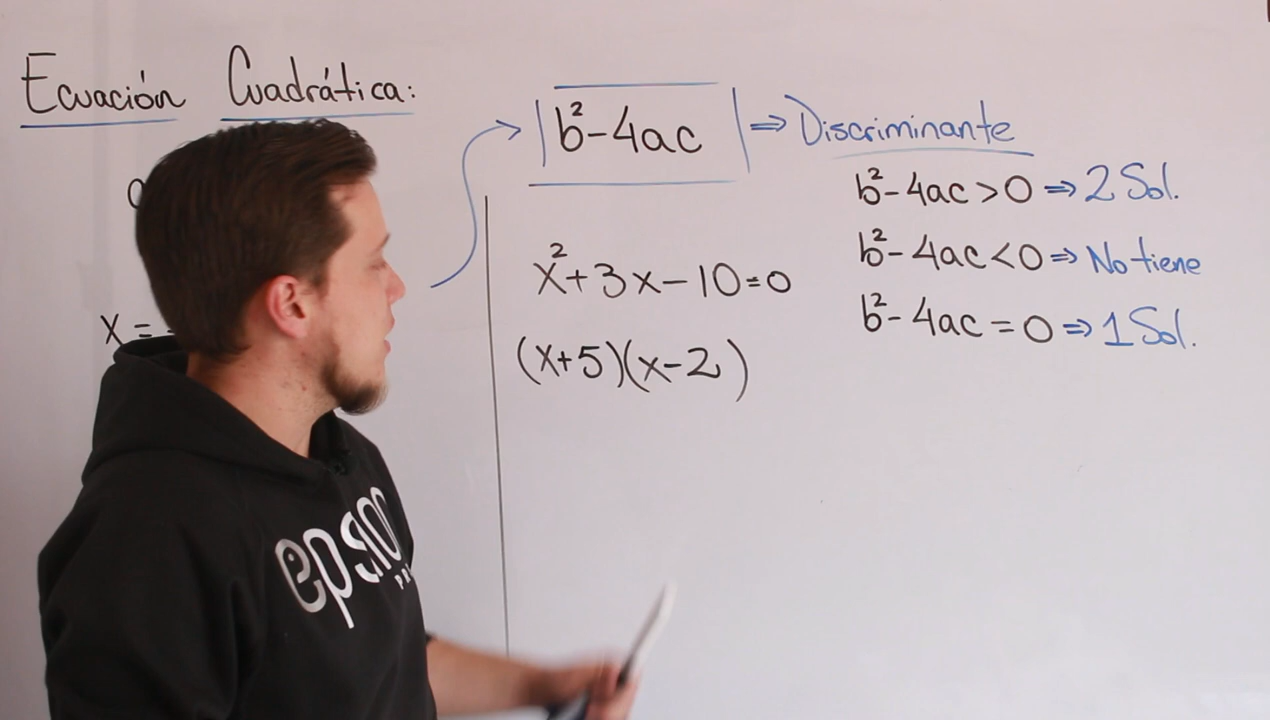 Ecuación Cuadrática:
b²-4ac ⇒ Discriminante
b²-4ac>0 ⇒ 2 Sol.
b²-4ac<0 ⇒ No tiene
b²-4ac=0 ⇒ 1 Sol.
x²+3x-10=0
(x+5)(x-2)
x =